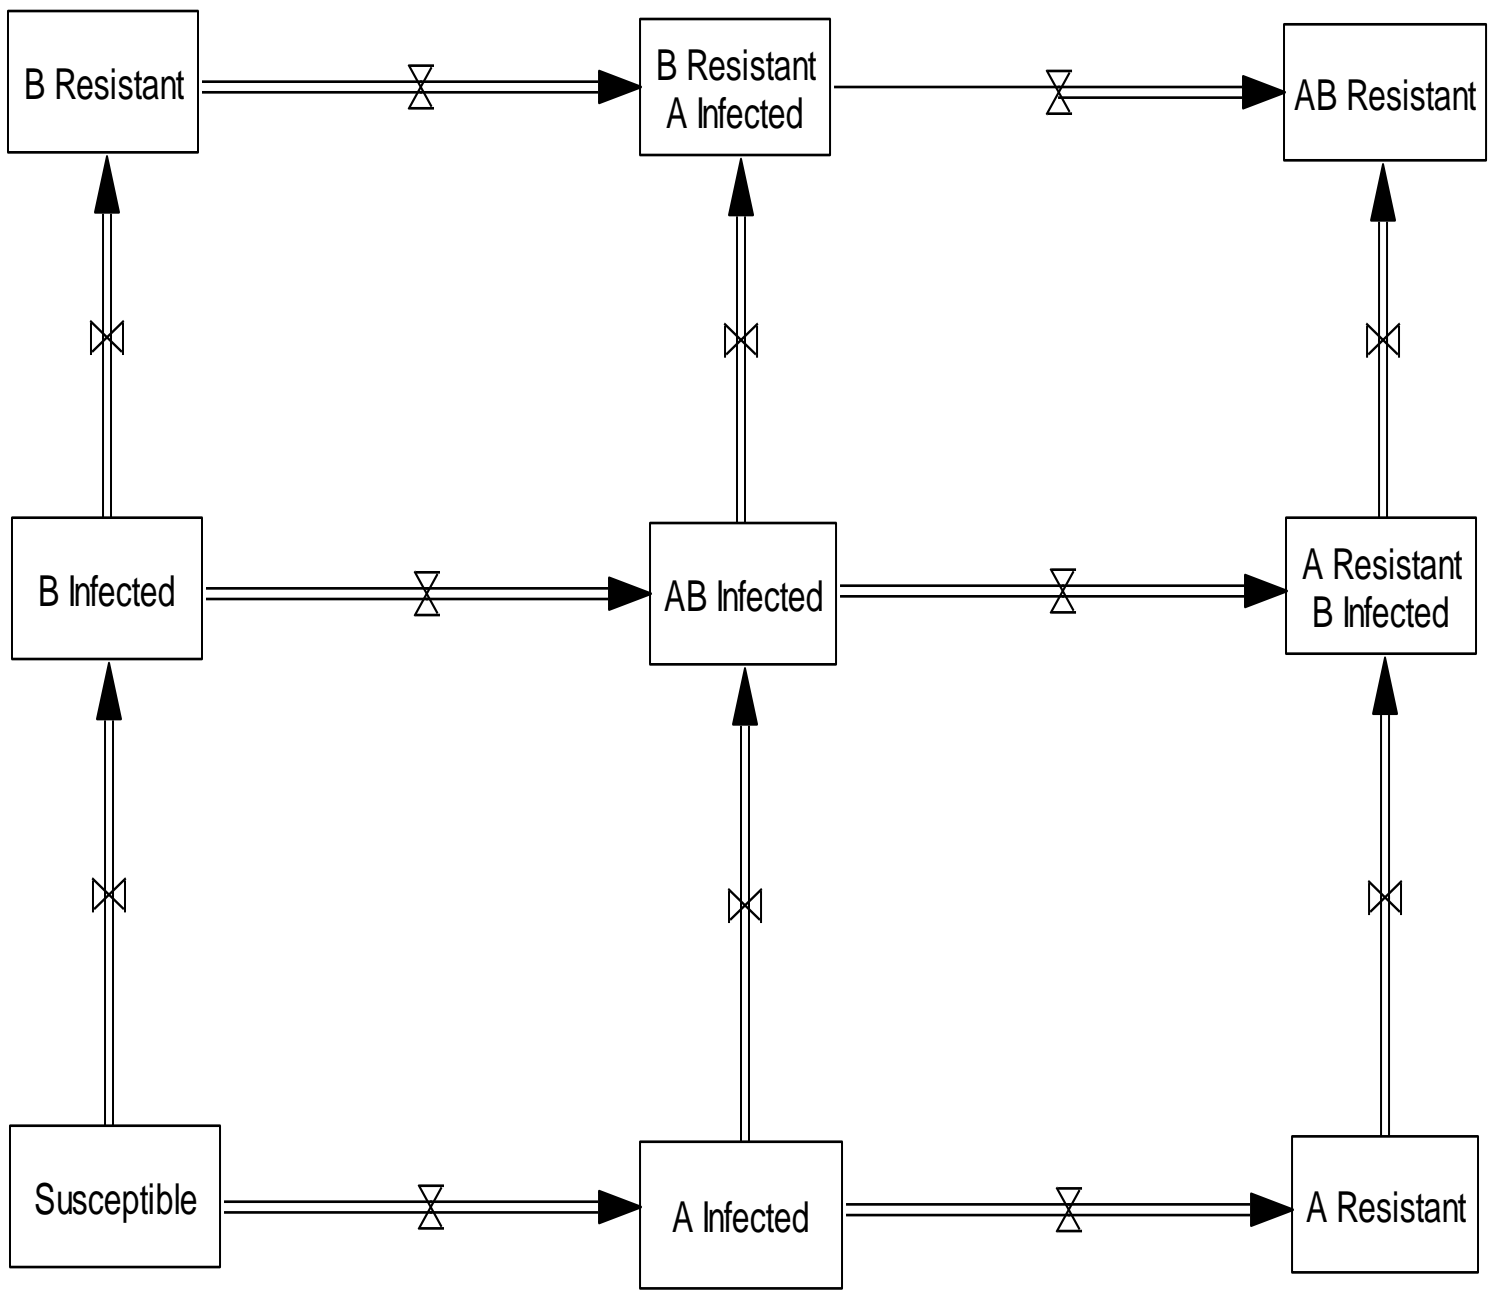 B Resistant
B Resistant
A Infected
AB Resistant
B Infected
AB Infected
A Resistant
B Infected
Susceptible
A Infected
A Resistant